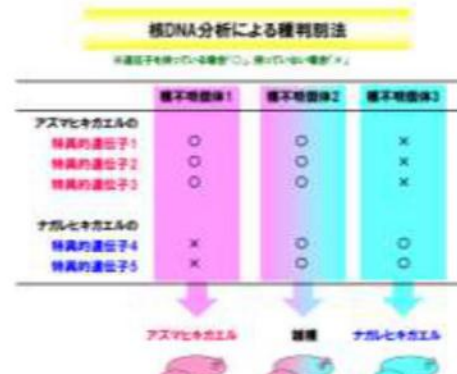 核DNA分析による種判別法
※遺伝子を持っている場合「○」、持っていない場合「×」
種不明個体1 種不明個体2 種不明個体3
アズマヒキガエルの
特異的遺伝子1 ○ ○ ×
特異的遺伝子2 ○ ○ ×
特異的遺伝子3 ○ ○ ×
ナガレヒキガエルの
特異的遺伝子4 × ○ ○
特異的遺伝子5 × ○ ○
アズマヒキガエル 雑種 ナガレヒキガエル